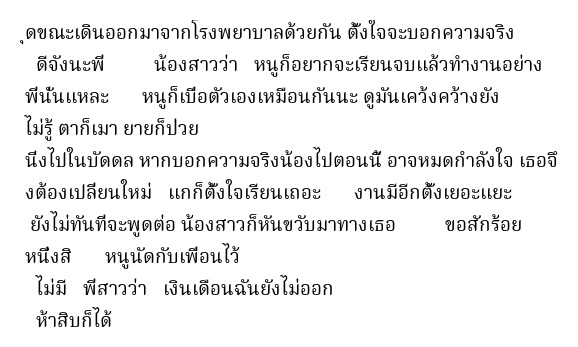 ุดขณะเดินออกมาจากโรงพยาบาลด้วยกัน ตั้งใจจะบอกความจริง
ดีจังนะพี่ น้องสาวว่า หนูก็อยากจะเรียนจบแล้วทำงานอย่าง
พี่นั่นแหละ หนูก็เบื่อตัวเองเหมือนกันนะ ดูมันเคว้งคว้างยัง
ไม่รู้ ตาก็เมา ยายก็ป่วย
นึ่งไปในบัดดล หากบอกความจริงน้องไปตอนนี้ อาจหมดกำลังใจ เธอจึ
งต้องเปลี่ยนใหม่ แกก็ตั้งใจเรียนเถอะ งานมีอีกตั้งเยอะแยะ
ยังไม่ทันที่จะพูดต่อ น้องสาวก็หันขวับมาทางเธอ ขอสักร้อย
หนึ่งสิ หนูนัดกับเพื่อนไว้
ไม่มี พี่สาวว่า เงินเดือนฉันยังไม่ออก
ห้าสิบก็ได้